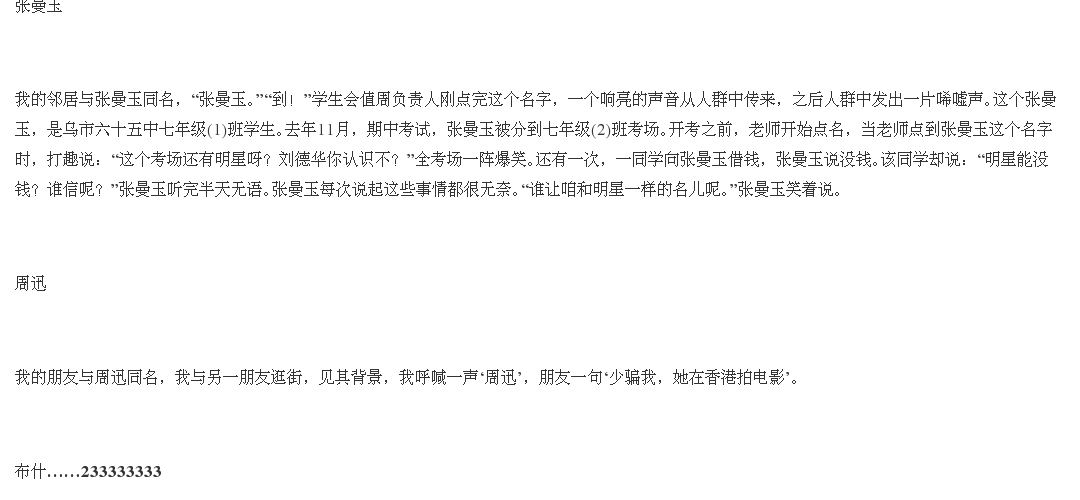 张曼玉
我的邻居与张曼玉同名，“张曼玉。”“到！”学生会值周负责人刚点完这个名字，一个响亮的声音从人群中传来，之后人群中发出一片唏嘘声。这个张曼
玉，是乌市六十五中七年级(1)班学生。去年11月，期中考试，张曼玉被分到七年级(2)班考场。开考之前，老师开始点名，当老师点到张曼玉这个名字
时，打趣说：“这个考场还有明星呀？刘德华你认识不？”全考场一阵爆笑。还有一次，一同学向张曼玉借钱，张曼玉说没钱。该同学却说：“明星能没
钱？谁信呢？”张曼玉听完半天无语。张曼玉每次说起这些事情都很无奈。“谁让咱和明星一样的名儿呢。”张曼玉笑着说。
周迅
我的朋友与周迅同名，我与另一朋友逛街，见其背景，我呼喊一声‘周迅’，朋友一句‘少骗我，她在香港拍电影’。
布什……233333333